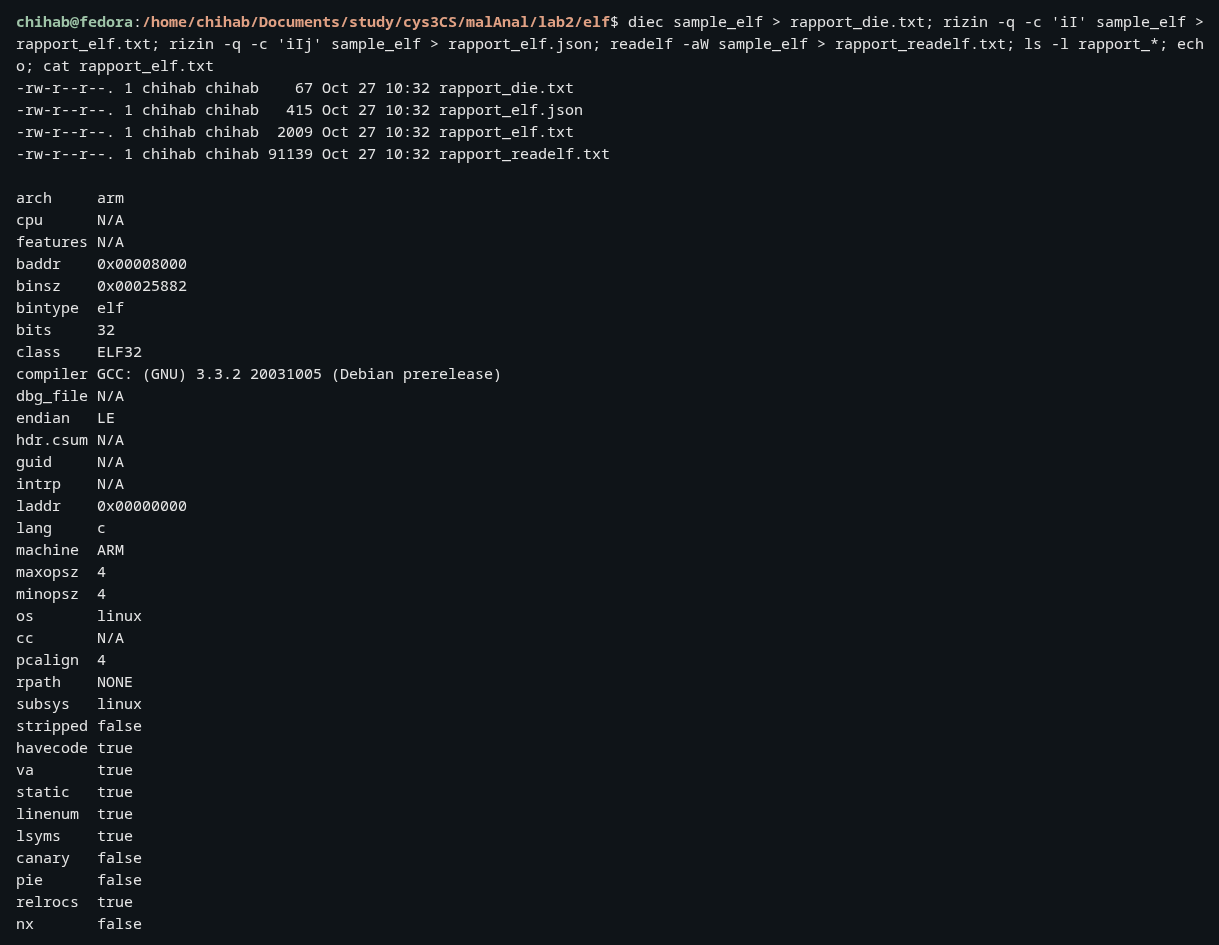 chihab@fedora:/home/chihab/Documents/study/cys3CS/malAnal/lab2/elf$ diec sample_elf > rapport_die.txt; rizin -q -c 'iI' sample_elf >
rapport_elf.txt; rizin -q -c 'iIj' sample_elf > rapport_elf.json; readelf -aW sample_elf > rapport_readelf.txt; ls -l rapport_*; ech
o; cat rapport_elf.txt
-rw-r--r--. 1 chihab chihab    67 Oct 27 10:32 rapport_die.txt
-rw-r--r--. 1 chihab chihab   415 Oct 27 10:32 rapport_elf.json
-rw-r--r--. 1 chihab chihab  2009 Oct 27 10:32 rapport_elf.txt
-rw-r--r--. 1 chihab chihab 91139 Oct 27 10:32 rapport_readelf.txt

arch     arm
cpu      N/A
features N/A
baddr    0x00008000
binsz    0x00025882
bintype  elf
bits     32
class    ELF32
compiler GCC: (GNU) 3.3.2 20031005 (Debian prerelease)
dbg_file N/A
endian   LE
hdr.csum N/A
guid     N/A
intrp    N/A
laddr    0x00000000
lang     c
machine  ARM
maxopsz  4
minopsz  4
os       linux
cc       N/A
pcalign  4
rpath    NONE
subsys   linux
stripped false
havecode true
va       true
static   true
linenum  true
lsyms    true
canary   false
pie      false
relrocs  true
nx       false